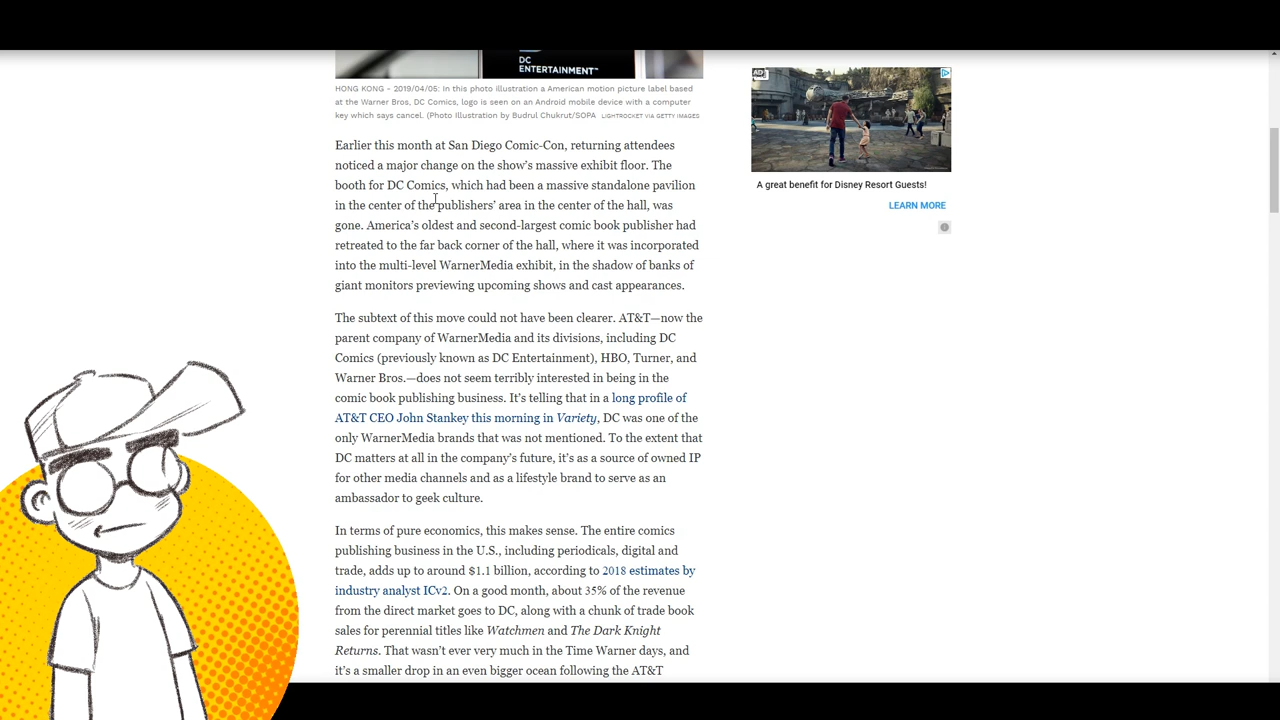 DC
ENTERTAINMENT™
HONG KONG - 2019/04/05: In this photo illustration a American motion picture label based
at the Warner Bros, DC Comics, logo is seen on an Android mobile device with a computer
key which says cancel. (Photo Illustration by Budrul Chukrut/SOPA LIGHTROCKET VIA GETTY IMAGES
Earlier this month at San Diego Comic-Con, returning attendees
noticed a major change on the show's massive exhibit floor. The
booth for DC Comics, which had been a massive standalone pavilion
in the center of the publishers' area in the center of the hall, was
gone. America's oldest and second-largest comic book publisher had
retreated to the far back corner of the hall, where it was incorporated
into the multi-level WarnerMedia exhibit, in the shadow of banks of
giant monitors previewing upcoming shows and cast appearances.
The subtext of this move could not have been clearer. AT&T—now the
parent company of WarnerMedia and its divisions, including DC
Comics (previously known as DC Entertainment), HBO, Turner, and
Warner Bros.—does not seem terribly interested in being in the
comic book publishing business. It's telling that in a long profile of
AT&T CEO John Stankey this morning in Variety, DC was one of the
only WarnerMedia brands that was not mentioned. To the extent that
DC matters at all in the company's future, it's as a source of owned IP
for other media channels and as a lifestyle brand to serve as an
ambassador to geek culture.
In terms of pure economics, this makes sense. The entire comics
publishing business in the U.S., including periodicals, digital and
trade, adds up to around $1.1 billion, according to 2018 estimates by
industry analyst ICv2. On a good month, about 35% of the revenue
from the direct market goes to DC, along with a chunk of trade book
sales for perennial titles like Watchmen and The Dark Knight
Returns. That wasn't ever very much in the Time Warner days, and
it's a smaller drop in an even bigger ocean following the AT&T
AD
A great benefit for Disney Resort Guests!
LEARN MORE